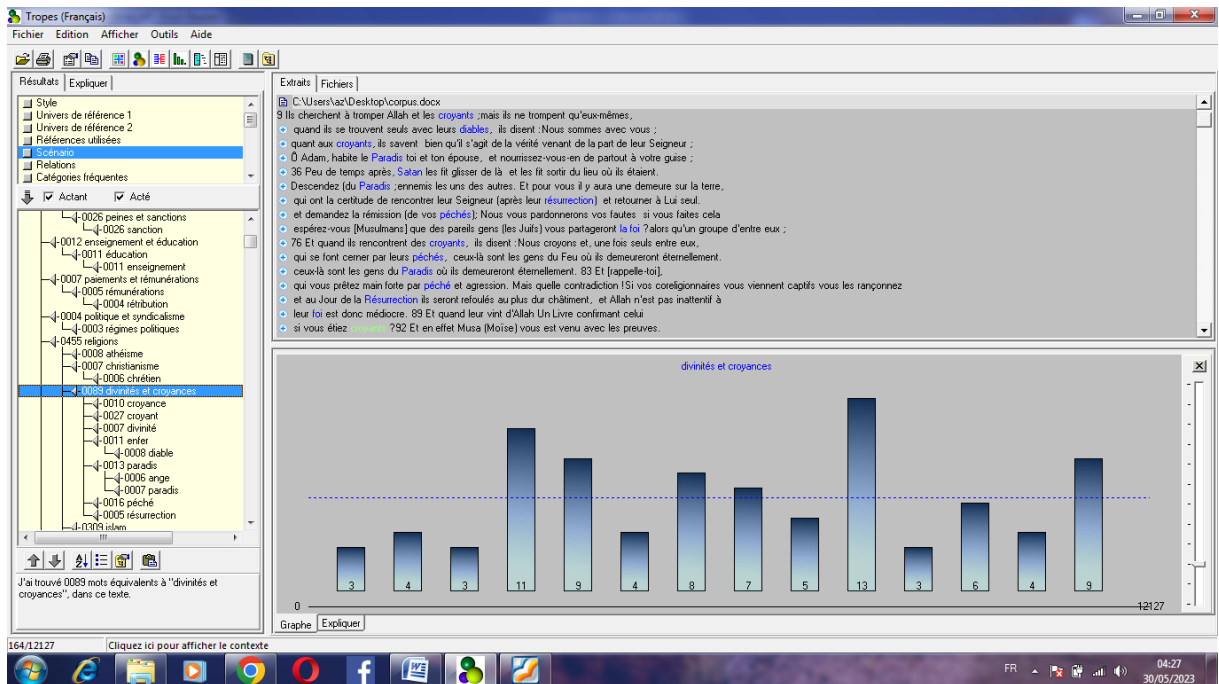 Tropes (Français)
Fichier Edition Afficher Outils Aide
Résultats Expliquer
Style
Univers de référence 1
Univers de référence 2
Références utilisées
Scénario
Relations
Catégories fréquentes
Actant Acté
0026 peines et sanctions
0026 sanction
0012 enseignement et éducation
0011 éducation
0011 enseignement
0007 paiements et rémunérations
0005 rémunérations
0004 rétribution
0004 politique et syndicalisme
0003 régimes politiques
0455 religions
0008 athéisme
0007 christianisme
0006 chrétien
0089 divinités et croyances
0010 croyance
0027 croyant
0007 divinité
0011 enfer
0008 diable
0013 paradis
0006 ange
0007 paradis
0016 péché
0005 résurrection
0309 islam
J'ai trouvé 0089 mots équivalents à "divinités et
croyances", dans ce texte.
Extraits Fichiers
C:\Users\az\Desktop\corpus.docx
9 Ils cherchent à tromper Allah et les croyants ;mais ils ne trompent qu'eux-mêmes,
quand ils se trouvent seuls avec leurs diables, ils disent :Nous sommes avec vous ;
quant aux croyants, ils savent bien qu'il s'agit de la vérité venant de la part de leur Seigneur ;
Ô Adam, habite le Paradis toi et ton épouse, et nourrissez-vous-en de partout à votre guise ;
36 Peu de temps après, Satan les fit glisser de là et les fit sortir du lieu où ils étaient.
Descendez (du Paradis ;ennemis les uns des autres. Et pour vous il y aura une demeure sur la terre,
qui ont la certitude de rencontrer leur Seigneur (après leur résurrection) et retourner à Lui seul.
et demandez la rémission (de vos péchés); Nous vous pardonnerons vos fautes si vous faites cela
espérez-vous [Musulmans] que des pareils gens (les Juifs) vous partageront la foi ?alors qu'un groupe d'entre eux ;
76 Et quand ils rencontrent des croyants, ils disent :Nous croyons et, une fois seuls entre eux,
qui se font cerner par leurs péchés, ceux-là sont les gens du Feu où ils demeureront éternellement.
ceux-là sont les gens du Paradis où ils demeureront éternellement. 83 Et [rappelle-toi],
qui vous prêtez main forte par péché et agression. Mais quelle contradiction !Si vos coreligionnaires vous viennent captifs vous les rançonnez
et au Jour de la Résurrection ils seront refoulés au plus dur châtiment, et Allah n'est pas inattentif à
leur foi est donc médiocre. 89 Et quand leur vint d'Allah Un Livre confirmant celui
si vous étiez croyants ?92 Et en effet Musa (Moïse) vous est venu avec les preuves.
divinités et croyances
3 4 3 11 9 4 8 7 5 13 3 6 4 9
0 12127
Graphe Expliquer
164/12127 Cliquez ici pour afficher le contexte
FR 04:27
30/05/2023